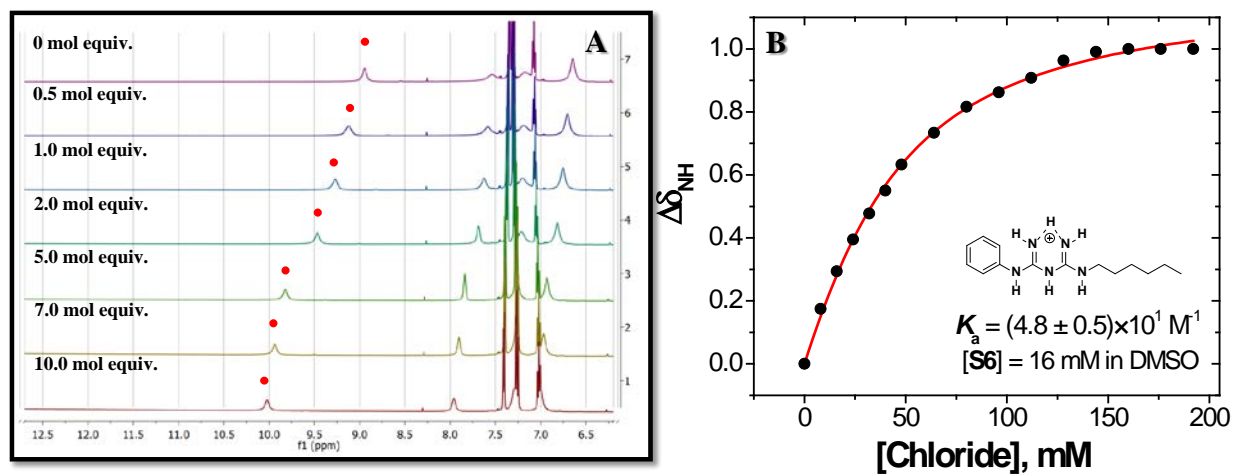 A
0 mol equiv.
0.5 mol equiv.
1.0 mol equiv.
2.0 mol equiv.
5.0 mol equiv.
7.0 mol equiv.
10.0 mol equiv.
7
6
5
4
3
2
1
12.5 12.0 11.5 11.0 10.5 10.0 9.5 9.0 8.5 8.0 7.5 7.0 6.5
f1 (ppm)
B
1.0
0.8
0.6
0.4
0.2
0.0
ΔδNH
H
H N ⊕ N H
N N N
H H H
Ka = (4.8 ± 0.5)×10¹ M⁻¹
[S6] = 16 mM in DMSO
0 50 100 150 200
[Chloride], mM